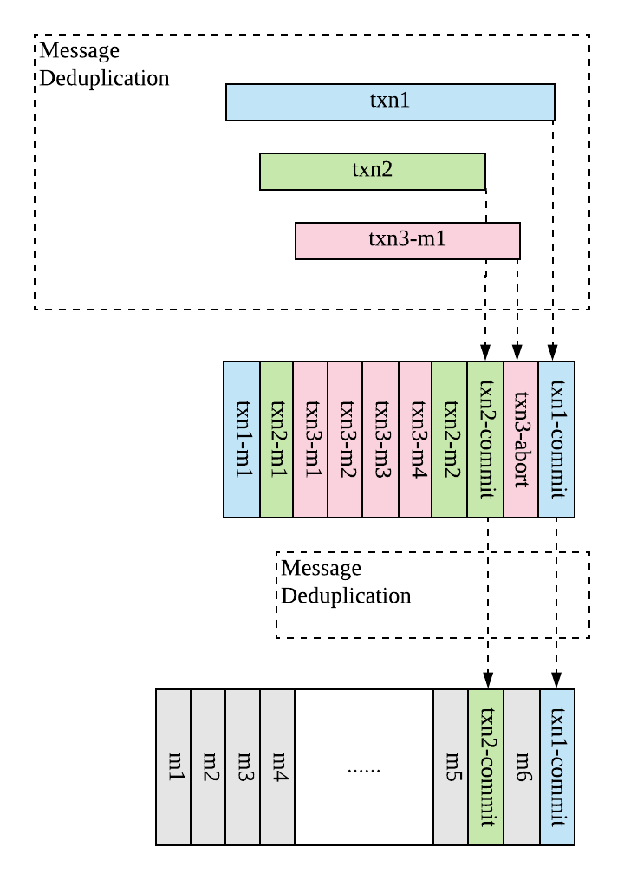 Message
Deduplication
txn1
txn2
txn3-m1
txn1-m1
txn2-m1
txn3-m1
txn3-m2
txn3-m3
txn3-m4
txn2-m2
txn2-commit
txn3-abort
txn1-commit
Message
Deduplication
m1
m2
m3
m4
......
m5
txn2-commit
m6
txn1-commit